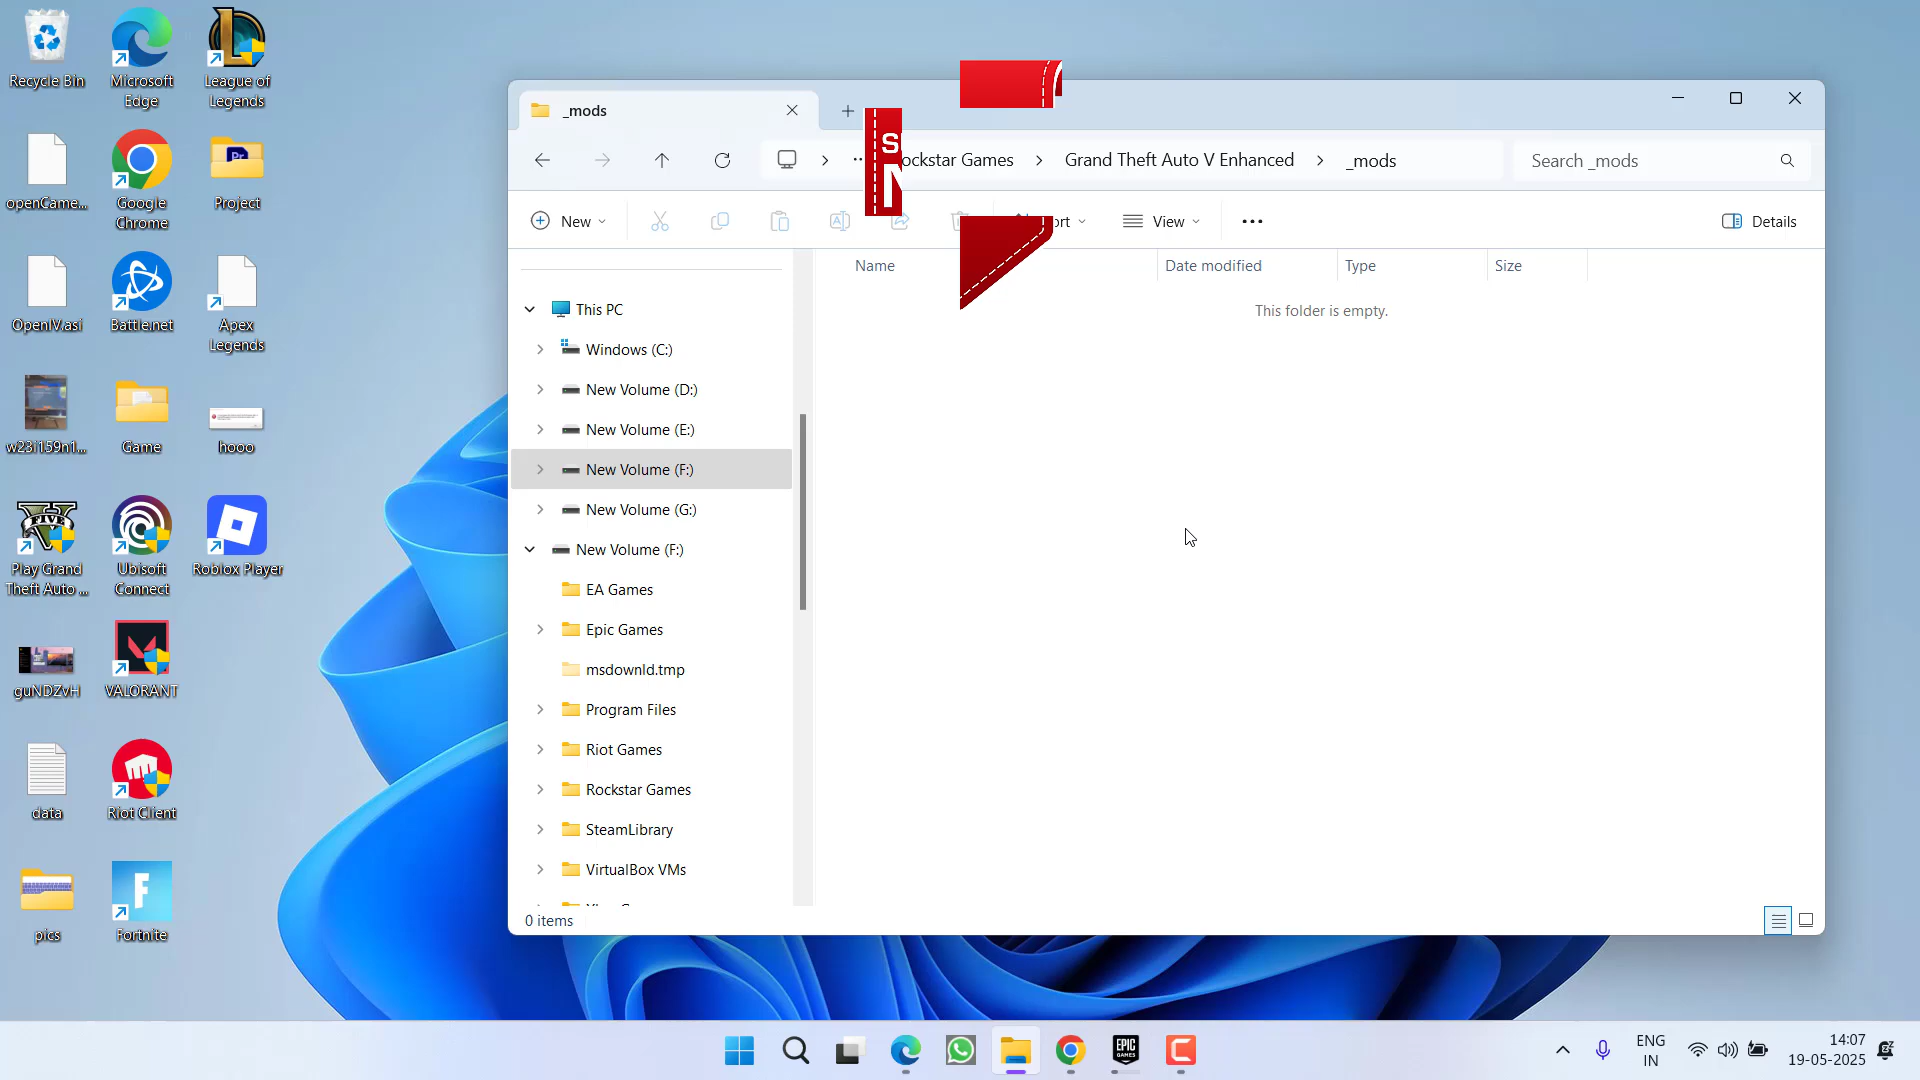 Recycle Bin
Microsoft
Edge
League of
Legends
openCame...
Google
Chrome
Project
OpenIV.asi
Battle.net
Apex
Legends
w23i159n1...
Game
hooo
Play Grand
Theft Auto ...
Ubisoft
Connect
Roblox Player
guNDZvH
VALORANT
data
Riot Client
pics
Fortnite
_mods
Grand Theft Auto V Enhanced
Games
_mods
Search _mods
New
View
Details
Name
Date modified
Type
Size
This folder is empty.
This PC
Windows (C:)
New Volume (D:)
New Volume (E:)
New Volume (F:)
New Volume (G:)
New Volume (F:)
EA Games
Epic Games
msdownld.tmp
Program Files
Riot Games
Rockstar Games
SteamLibrary
VirtualBox VMs
0 items
EPIC
GAMES
ENG
IN
14:07
19-05-2025